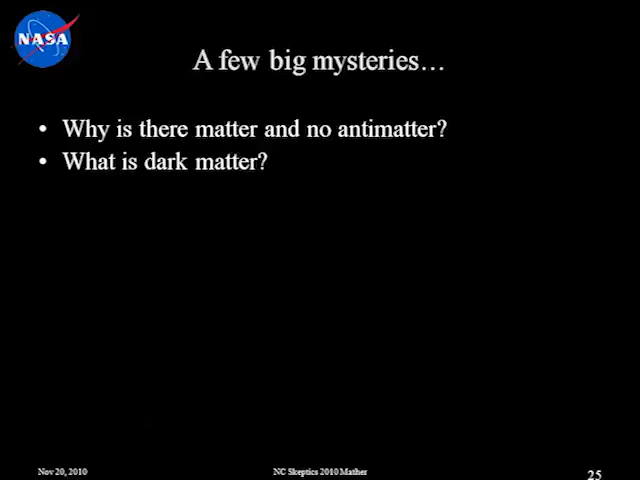 NASA
A few big mysteries…
• Why is there matter and no antimatter?
• What is dark matter?
Nov 20, 2010
NC Skeptics 2010 Mather
25